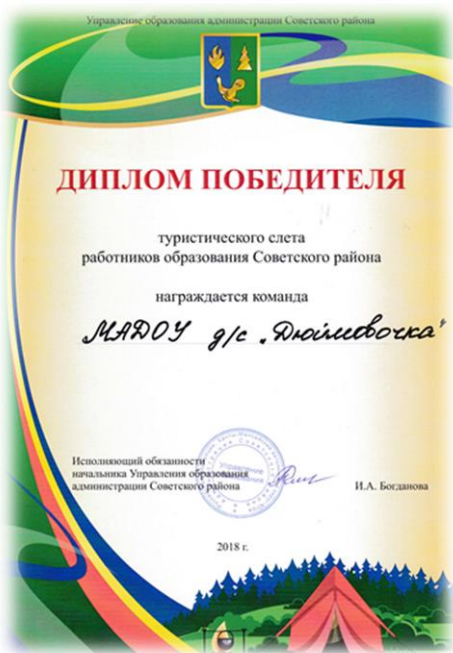 Управление образования администрации Советского района
ДИПЛОМ ПОБЕДИТЕЛЯ
туристического слета
работников образования Советского района
награждается команда
МАДОУ д/с „Дюймовочка"
Исполняющий обязанности
начальника Управления образования
администрации Советского района
И.А. Богданова
2018 г.